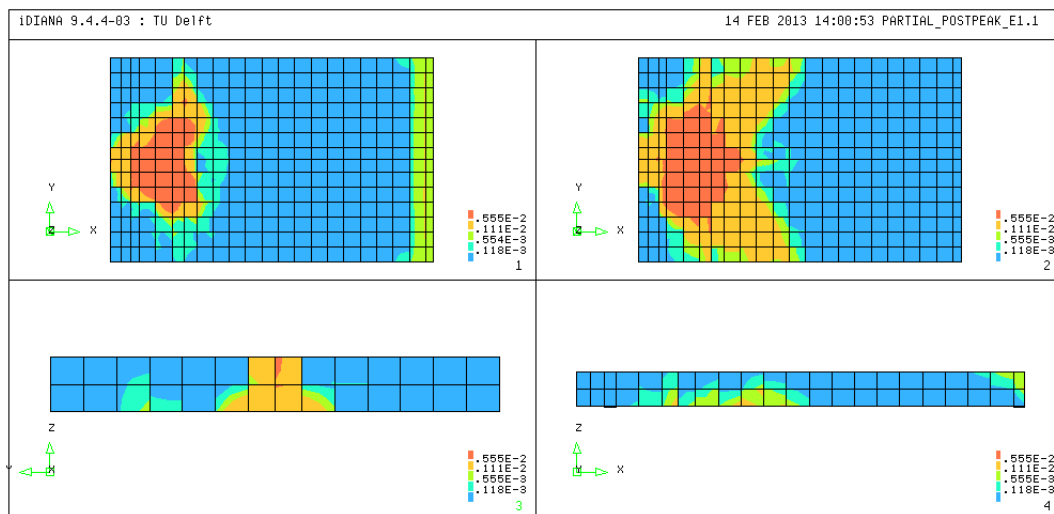 iDIANA 9.4.4-03 : TU Delft
14 FEB 2013 14:00:53 PARTIAL_POSTPEAK_E1.1
Y
Z X
.555E-2
.111E-2
.554E-3
.118E-3
1
Y
Z X
.555E-2
.111E-2
.555E-3
.118E-3
2
Z
X
.555E-2
.111E-2
.555E-3
.118E-3
3
Z
Y X
.555E-2
.111E-2
.555E-3
.118E-3
4